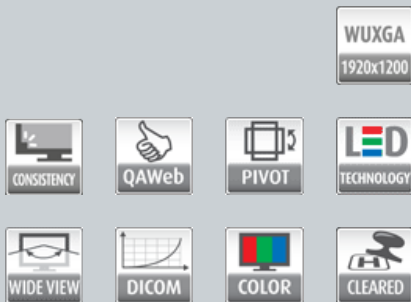 WUXGA
1920x1200
CONSISTENCY
QAWeb
PIVOT
LED
TECHNOLOGY
WIDE VIEW
DICOM
COLOR
H
CLEARED